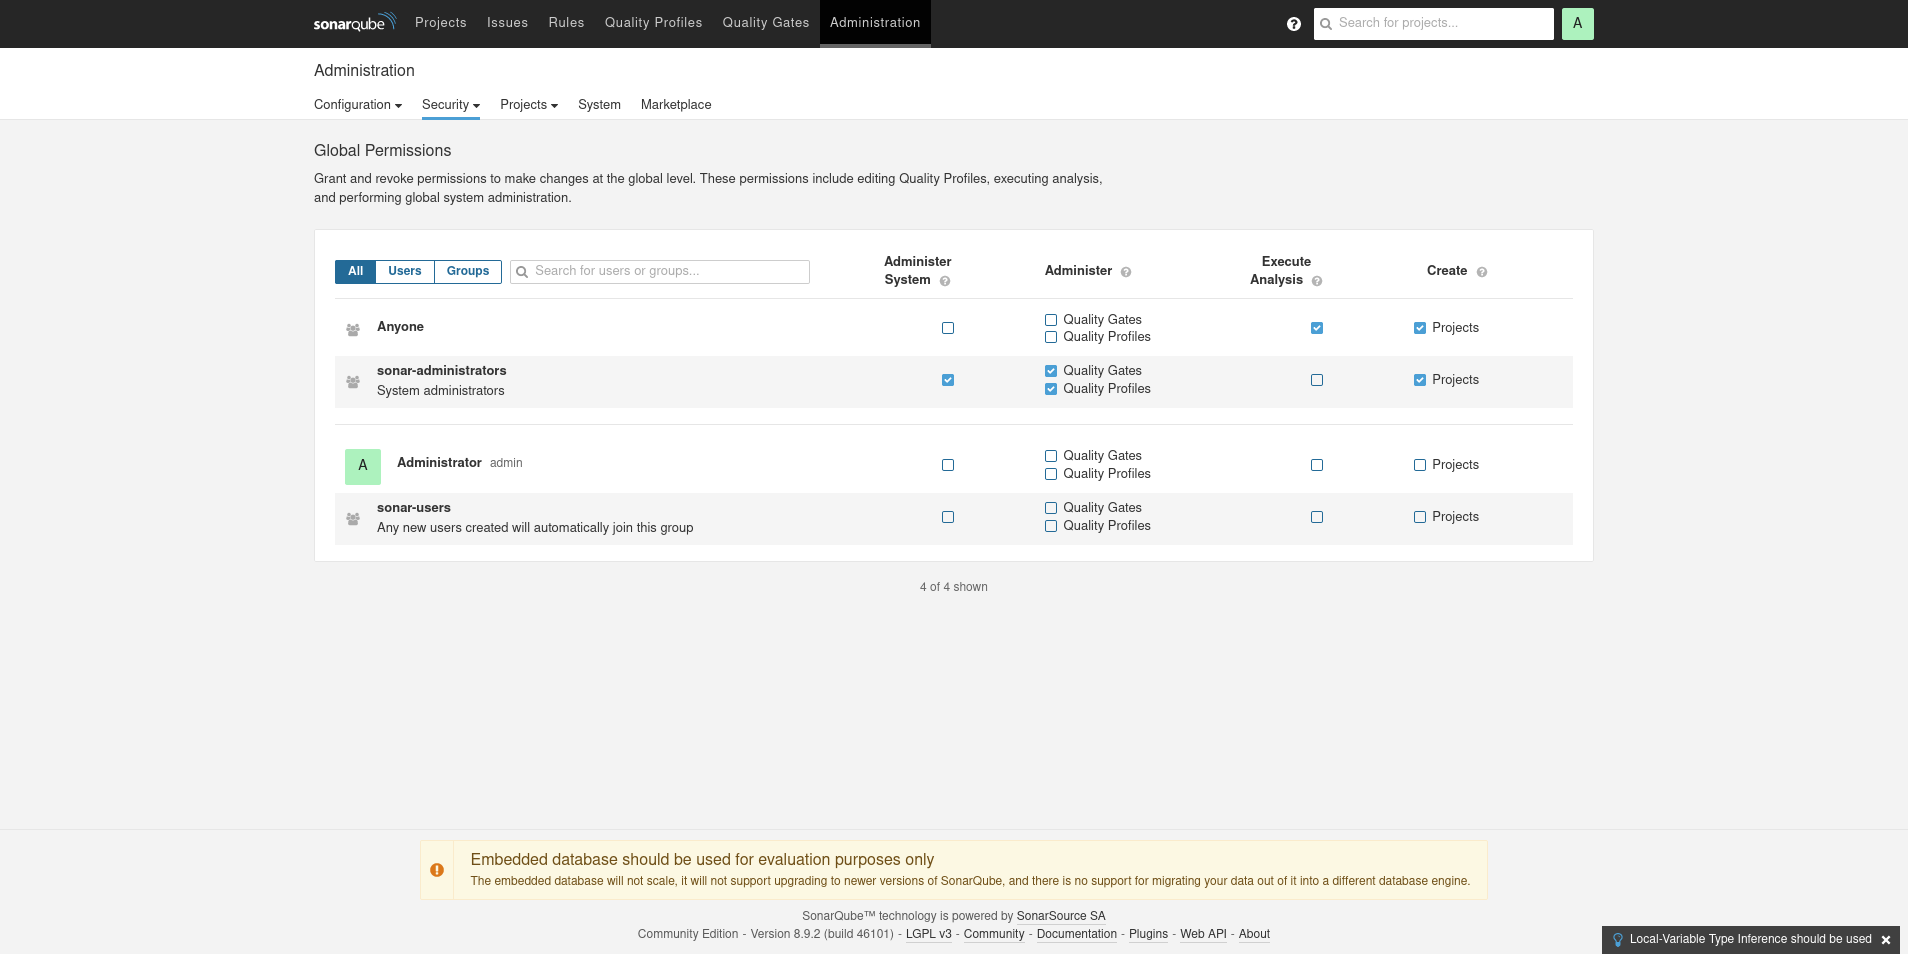 sonarqube Projects Issues Rules Quality Profiles Quality Gates Administration ? Search for projects... A
Administration
Configuration Security Projects System Marketplace
Global Permissions
Grant and revoke permissions to make changes at the global level. These permissions include editing Quality Profiles, executing analysis,
and performing global system administration.
All Users Groups Search for users or groups... Administer System ? Administer ? Execute Analysis ? Create ?
Anyone Quality Gates Projects
Quality Profiles
sonar-administrators Quality Gates Projects
System administrators Quality Profiles
A Administrator admin Quality Gates Projects
Quality Profiles
sonar-users Quality Gates Projects
Any new users created will automatically join this group Quality Profiles
4 of 4 shown
Embedded database should be used for evaluation purposes only
The embedded database will not scale, it will not support upgrading to newer versions of SonarQube, and there is no support for migrating your data out of it into a different database engine.
SonarQube™ technology is powered by SonarSource SA
Community Edition - Version 8.9.2 (build 46101) - LGPL v3 - Community - Documentation - Plugins - Web API - About
Local-Variable Type Inference should be used